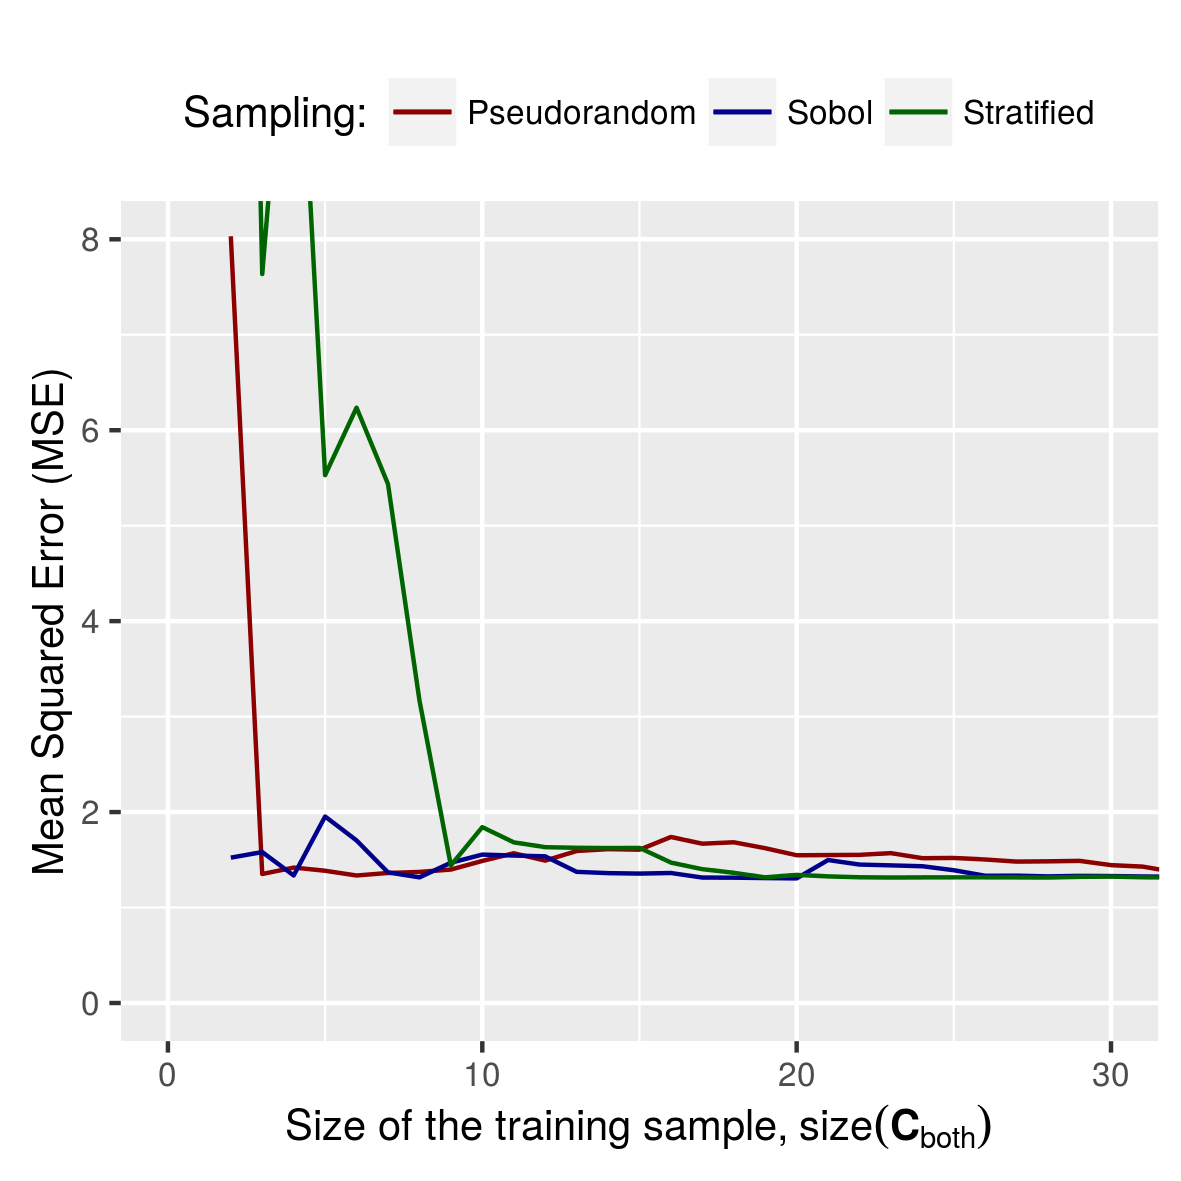 Sampling: Pseudorandom Sobol Stratified
Mean Squared Error (MSE)
8
6
4
2
0
0 10 20 30
Size of the training sample, size(C_both)